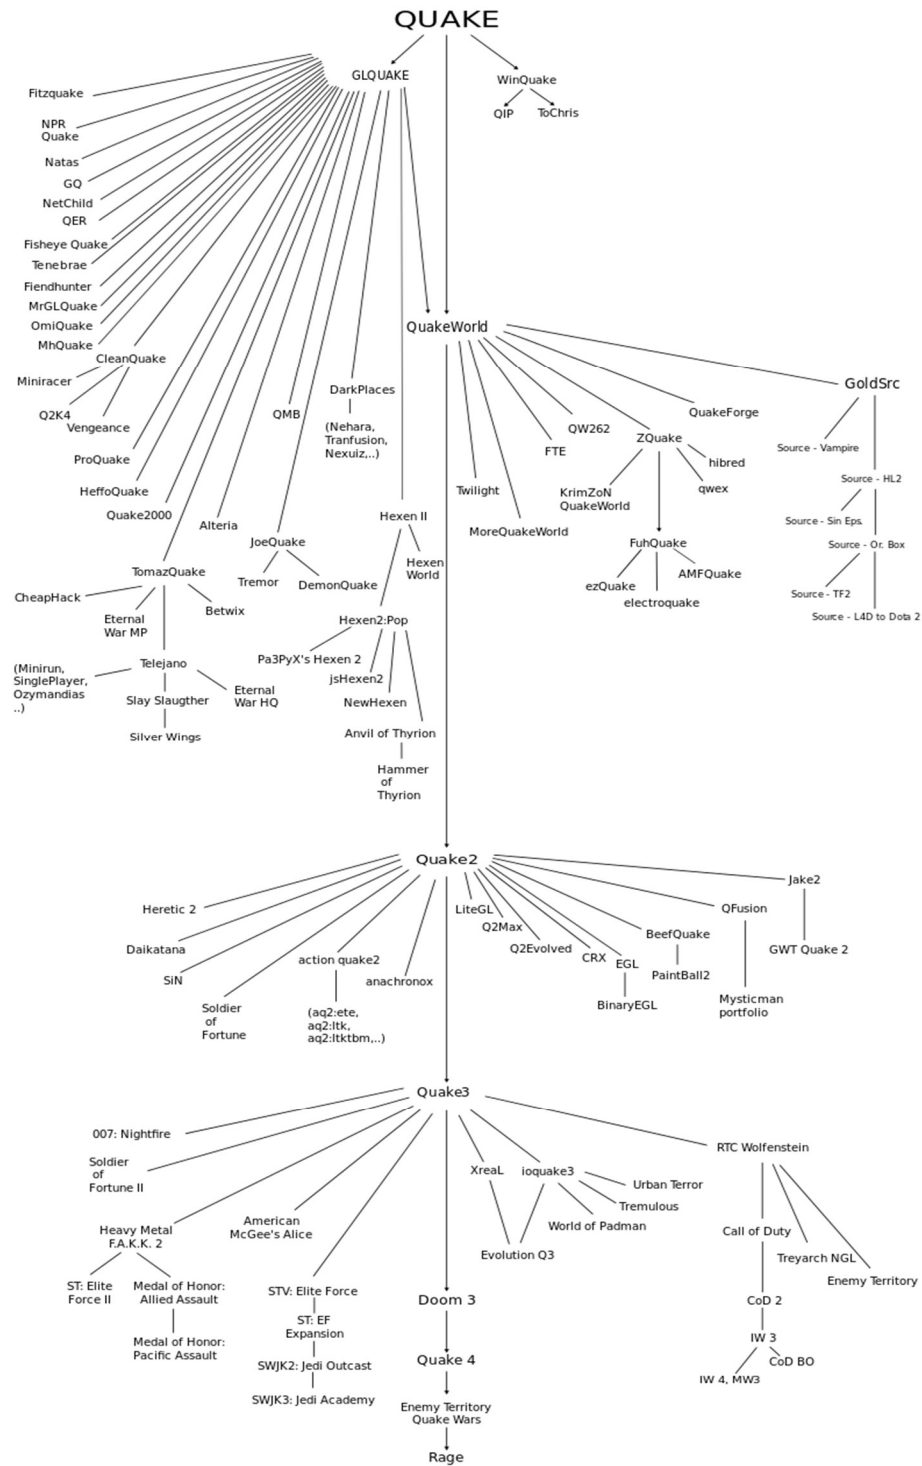 QUAKE
GLQUAKE
WinQuake
QIP
ToChris
Fitzquake
NPR
Quake
Natas
GQ
NetChild
QER
Fisheye Quake
Tenebrae
Fiendhunter
MrGLQuake
OmiQuake
MhQuake
CleanQuake
Miniracer
Q2K4
Vengeance
ProQuake
HeffoQuake
Quake2000
Alteria
QMB
DarkPlaces
(Nehara,
Tranfusion,
Nexuiz,..)
JoeQuake
Tremor
DemonQuake
TomazQuake
CheapHack
Eternal
War MP
Betwix
Telejano
(Minirun,
SinglePlayer,
Ozymandias
..)
Slay Slaugther
Eternal
War HQ
Silver Wings
Hexen II
Hexen
World
Hexen2:Pop
Pa3PyX's Hexen 2
jsHexen2
NewHexen
Anvil of Thyrion
Hammer
of
Thyrion
QuakeWorld
Twilight
MoreQuakeWorld
FTE
QW262
ZQuake
QuakeForge
hibred
qwex
KrimZoN
QuakeWorld
FuhQuake
ezQuake
electroquake
AMFQuake
GoldSrc
Source - Vampire
Source - HL2
Source - Sin Eps.
Source - Or. Box
Source - TF2
Source - L4D to Dota 2
Quake2
Heretic 2
Daikatana
SiN
Soldier
of
Fortune
action quake2
(aq2:ete,
aq2:ltk,
aq2:ltktbm,..)
anachronox
LiteGL
Q2Max
Q2Evolved
CRX
EGL
BinaryEGL
BeefQuake
PaintBall2
QFusion
Mysticman
portfolio
Jake2
GWT Quake 2
Quake3
007: Nightfire
Soldier
of
Fortune II
Heavy Metal
F.A.K.K. 2
ST: Elite
Force II
Medal of Honor:
Allied Assault
Medal of Honor:
Pacific Assault
American
McGee's Alice
STV: Elite Force
ST: EF
Expansion
SWJK2: Jedi Outcast
SWJK3: Jedi Academy
XreaL
ioquake3
Urban Terror
Tremulous
World of Padman
Evolution Q3
RTC Wolfenstein
Call of Duty
Treyarch NGL
Enemy Territory
CoD 2
IW 3
CoD BO
IW 4, MW3
Doom 3
Quake 4
Enemy Territory
Quake Wars
Rage